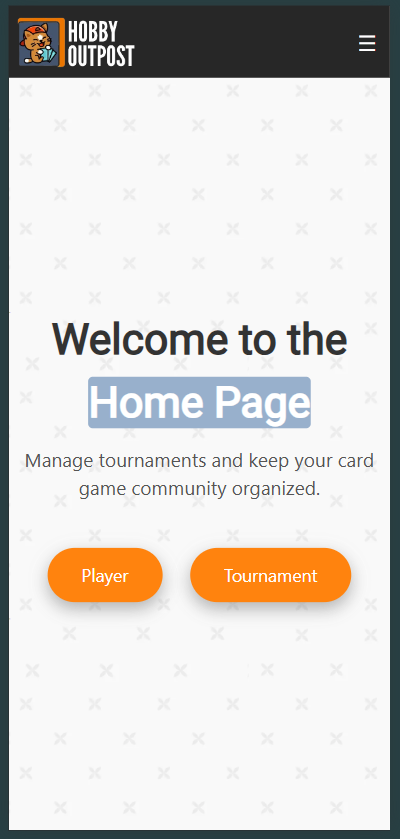 HOBBY
OUTPOST
Welcome to the
Home Page
Manage tournaments and keep your card
game community organized.
Player
Tournament